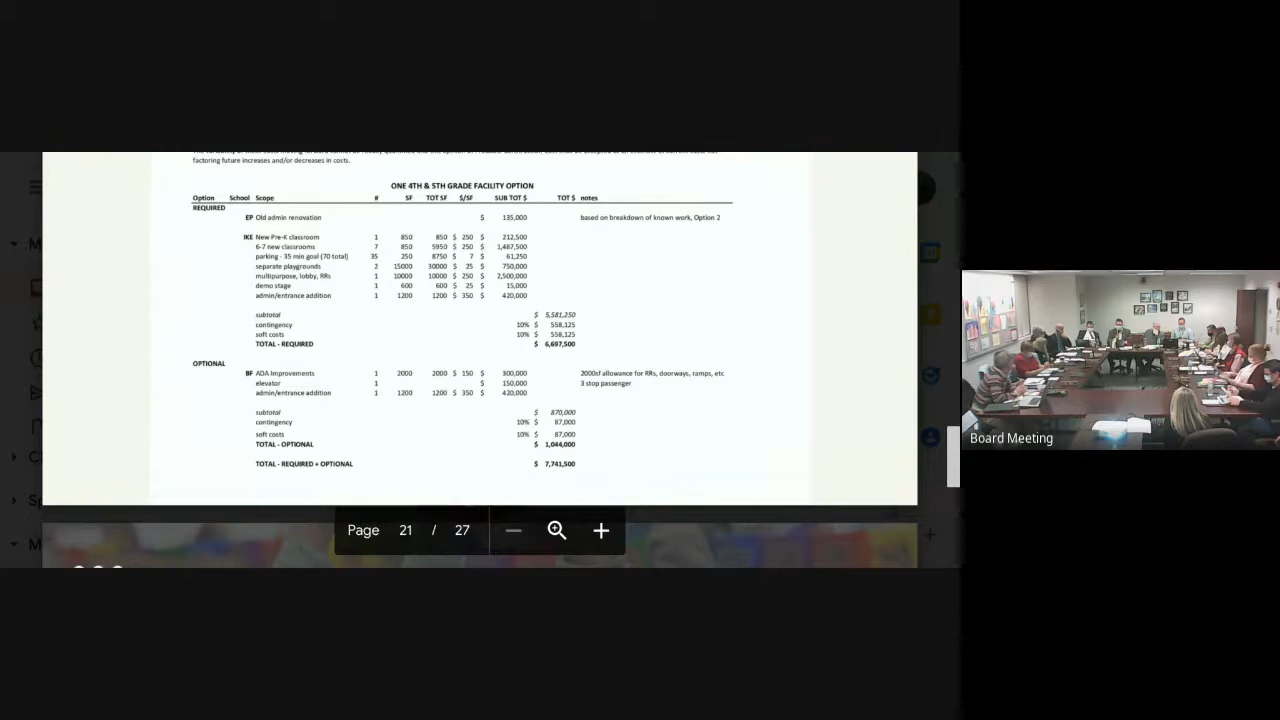 factoring future increases and/or decreases in costs.
ONE 4TH & 5TH GRADE FACILITY OPTION
Option School Scope # SF TOT SF $/SF SUB TOT $ TOT $ notes
REQUIRED
EP Old admin renovation $ 135,000 based on breakdown of known work, Option 2
IKE New Pre-K classroom 1 850 850 $ 250 $ 212,500
6-7 new classrooms 7 850 5950 $ 250 $ 1,487,500
parking - 35 min goal (70 total) 35 250 8750 $ 7 $ 61,250
separate playgrounds 2 15000 30000 $ 25 $ 750,000
multipurpose, lobby, RRs 1 10000 10000 $ 250 $ 2,500,000
demo stage 1 600 600 $ 25 $ 15,000
admin/entrance addition 1 1200 1200 $ 350 $ 420,000
subtotal $ 5,581,250
contingency 10% $ 558,125
soft costs 10% $ 558,125
TOTAL - REQUIRED $ 6,697,500
OPTIONAL
BF ADA Improvements 1 2000 2000 $ 150 $ 300,000 2000sf allowance for RRs, doorways, ramps, etc
elevator 1 $ 150,000 3 stop passenger
admin/entrance addition 1 1200 1200 $ 350 $ 420,000
subtotal $ 870,000
contingency 10% $ 87,000
soft costs 10% $ 87,000
TOTAL - OPTIONAL $ 1,044,000
TOTAL - REQUIRED + OPTIONAL $ 7,741,500
Page 21 / 27
Board Meeting